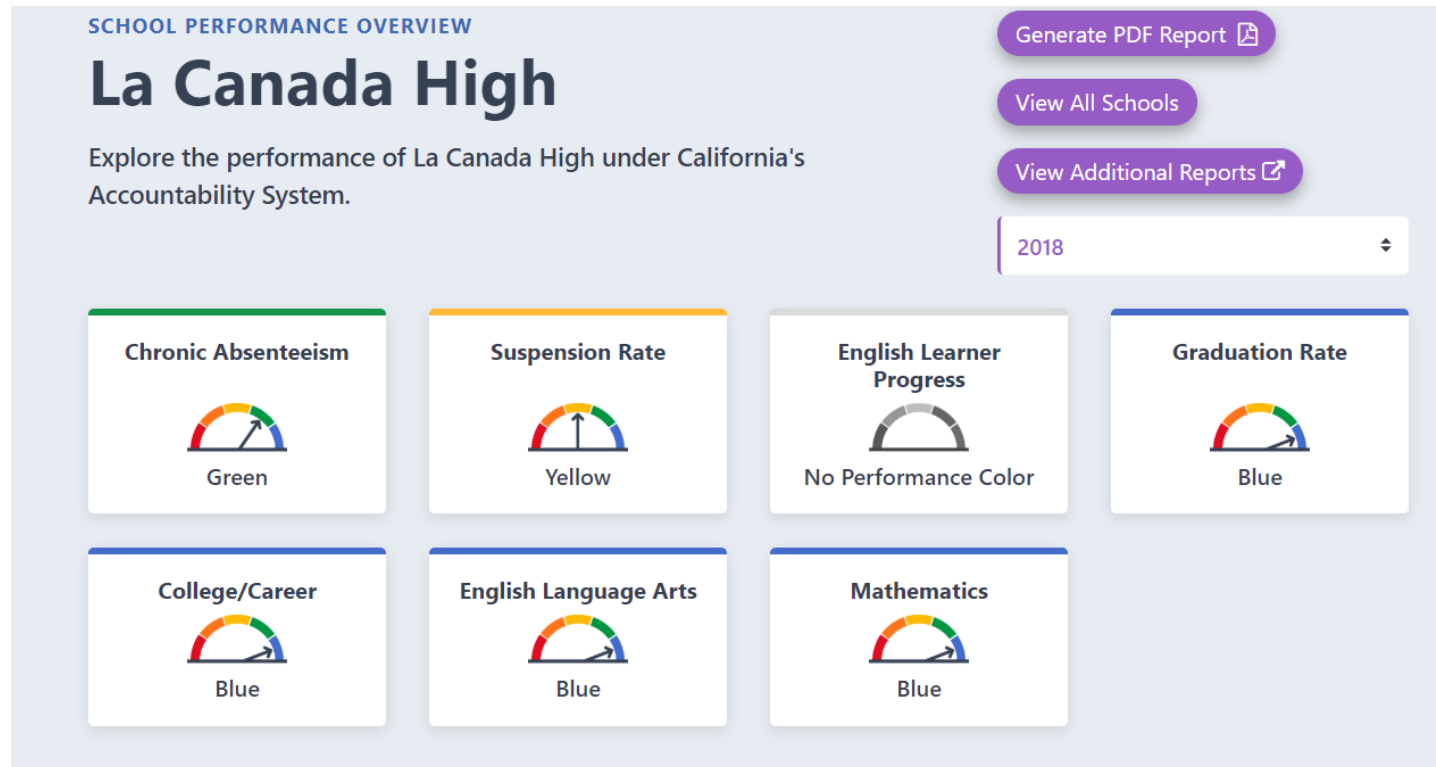 SCHOOL PERFORMANCE OVERVIEW
La Canada High
Explore the performance of La Canada High under California's
Accountability System.
Generate PDF Report
View All Schools
View Additional Reports
2018
Chronic Absenteeism
Green
Suspension Rate
Yellow
English Learner
Progress
No Performance Color
Graduation Rate
Blue
College/Career
Blue
English Language Arts
Blue
Mathematics
Blue